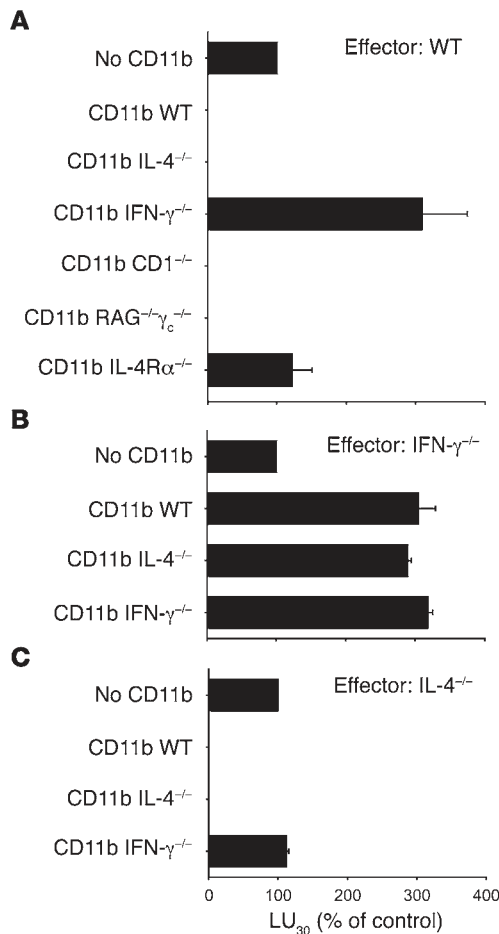 A
Effector: WT
No CD11b
CD11b WT
CD11b IL-4⁻/⁻
CD11b IFN-γ⁻/⁻
CD11b CD1⁻/⁻
CD11b RAG⁻/⁻γc⁻/⁻
CD11b IL-4Rα⁻/⁻
B
Effector: IFN-γ⁻/⁻
No CD11b
CD11b WT
CD11b IL-4⁻/⁻
CD11b IFN-γ⁻/⁻
C
Effector: IL-4⁻/⁻
No CD11b
CD11b WT
CD11b IL-4⁻/⁻
CD11b IFN-γ⁻/⁻
0 100 200 300 400
LU₃₀ (% of control)